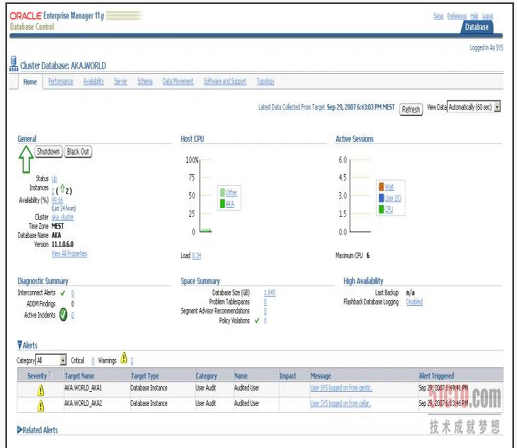 ORACLE Enterprise Manager 11g
Database Control
Setup Preferences Help Logout
Database
Logged in As SYS
Cluster Database: AKA.WORLD
Home Performance Availability Server Schema Data Movement Software and Support Topology
Latest Data Collected From Target Sep 29, 2007 6:43:03 PM MEST Refresh View Data Automatically (60 sec)
General
Shutdown Black Out
Status Up
Instances 2 ( 2 )
Availability (%) 99.66
(Last 24 hours)
Cluster aka_cluster
Time Zone MEST
Database Name AKA
Version 11.1.0.6.0
View All Properties
Host CPU
100%
75
50
25
0
Other
AKA
Load 0.34
Active Sessions
6.0
4.5
3.0
1.5
0.0
Wait
User I/O
CPU
Maximum CPU 6
Diagnostic Summary
Interconnect Alerts 0
ADDM Findings 0
Active Incidents 0
Space Summary
Database Size (GB) 1.845
Problem Tablespaces 0
Segment Advisor Recommendations 0
Policy Violations 0
High Availability
Last Backup n/a
Flashback Database Logging Disabled
Alerts
Category All Critical 0 Warnings 2
Severity Target Name Target Type Category Name Impact Message Alert Triggered
AKA.WORLD_AKA1 Database Instance User Audit Audited User User SYS logged on from gentic. Sep 29, 2007
AKA.WORLD_AKA2 Database Instance User Audit Audited User User SYS logged on from cellar. Sep 29, 2007
Related Alerts
51CTO.COM
技术成就梦想